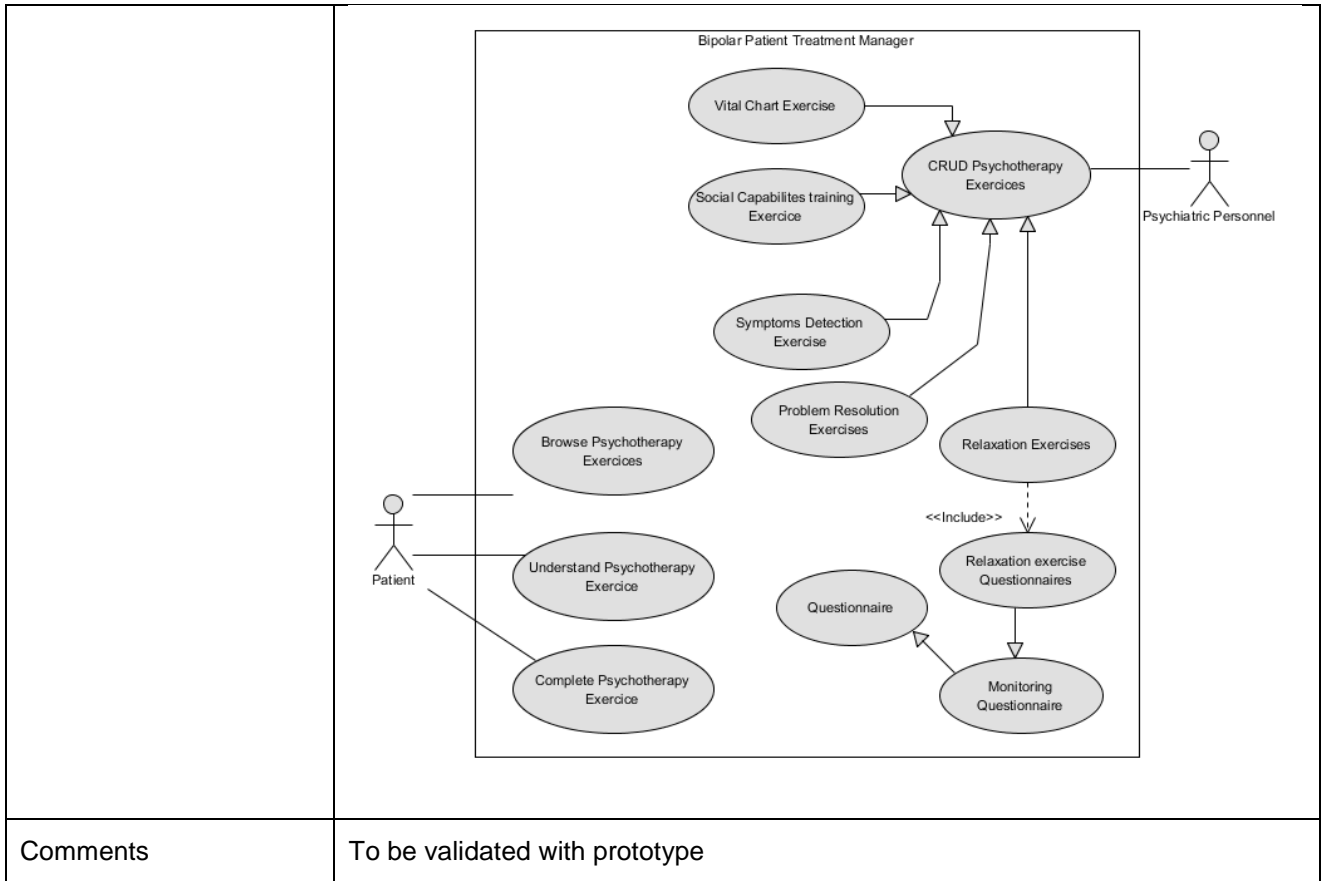 Bipolar Patient Treatment Manager
Vital Chart Exercise
CRUD Psychotherapy
Exercices
Psychiatric Personnel
Social Capabilites training
Exercice
Symptoms Detection
Exercise
Problem Resolution
Exercises
Relaxation Exercises
Browse Psychotherapy
Exercices
<<Include>>
Patient
Understand Psychotherapy
Exercice
Relaxation exercise
Questionnaires
Questionnaire
Complete Psychotherapy
Exercice
Monitoring
Questionnaire
Comments
To be validated with prototype